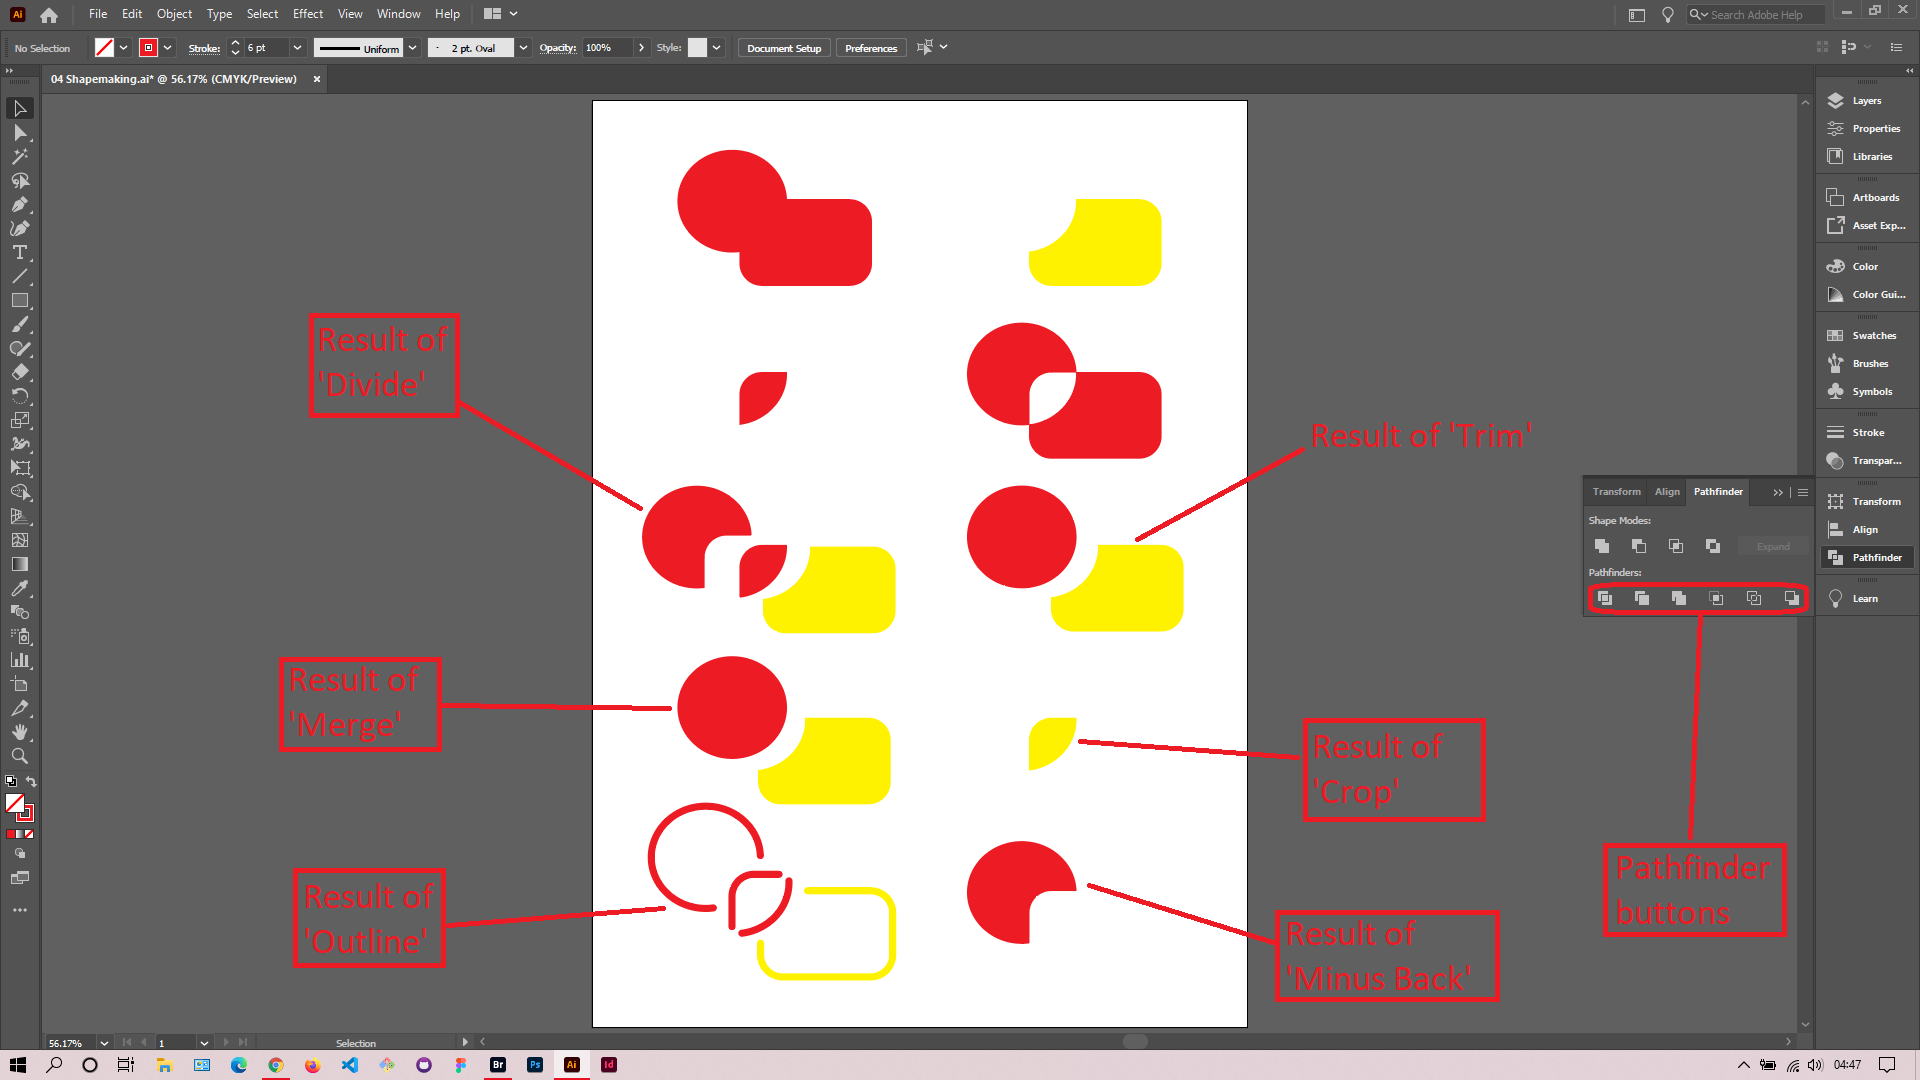 Ai File Edit Object Type Select Effect View Window Help Search Adobe Help
No Selection Stroke: 6 pt Uniform 2 pt. Oval Opacity: 100% Style: Document Setup Preferences
04 Shapemaking.ai* @ 56.17% (CMYK/Preview)
Layers
Properties
Libraries
Artboards
Asset Exp...
Color
Color Gui...
Swatches
Brushes
Symbols
Stroke
Transpar...
Transform
Align
Pathfinder
Learn
Result of
'Divide'
Result of 'Trim'
Transform Align Pathfinder
Shape Modes:
Expand
Pathfinders:
Result of
'Merge'
Result of
'Crop'
Pathfinder
buttons
Result of
'Outline'
Result of
'Minus Back'
56.17% 1 Selection
Br Ps Ai Id 04:47